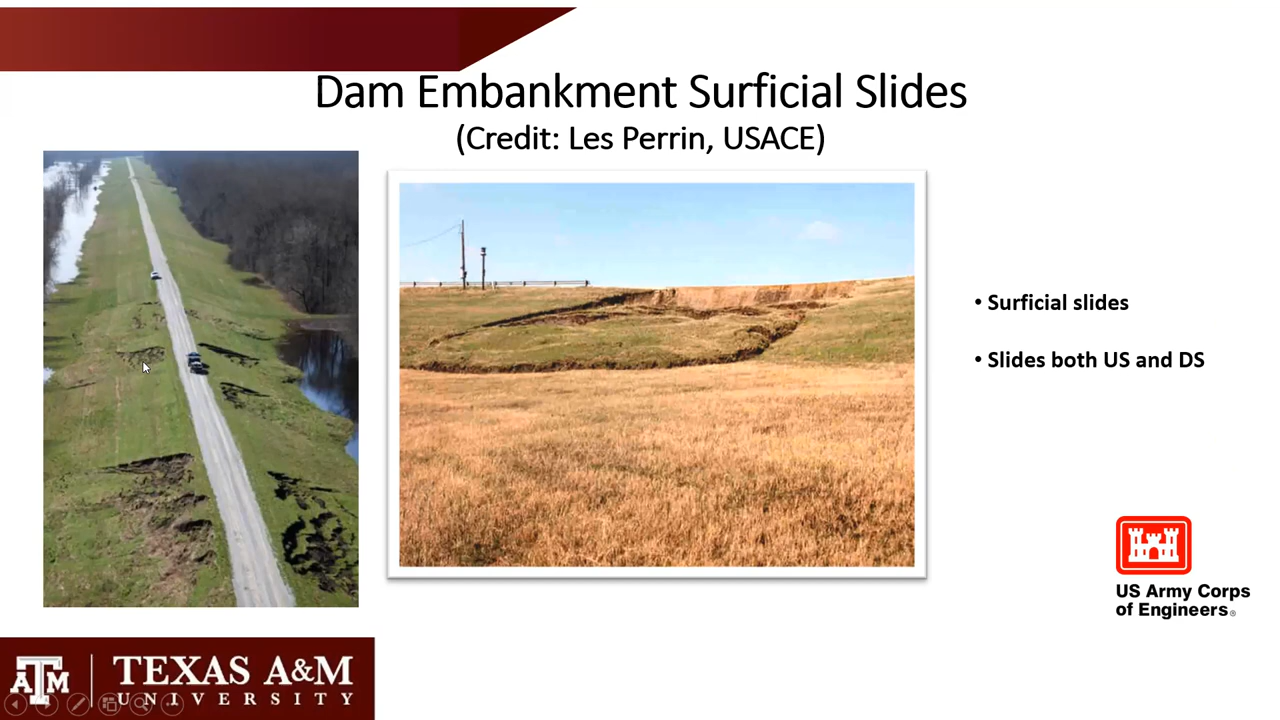 Dam Embankment Surficial Slides
(Credit: Les Perrin, USACE)
• Surficial slides
• Slides both US and DS
US Army Corps
of Engineers®
ATM
TEXAS A&M
UNIVERSITY